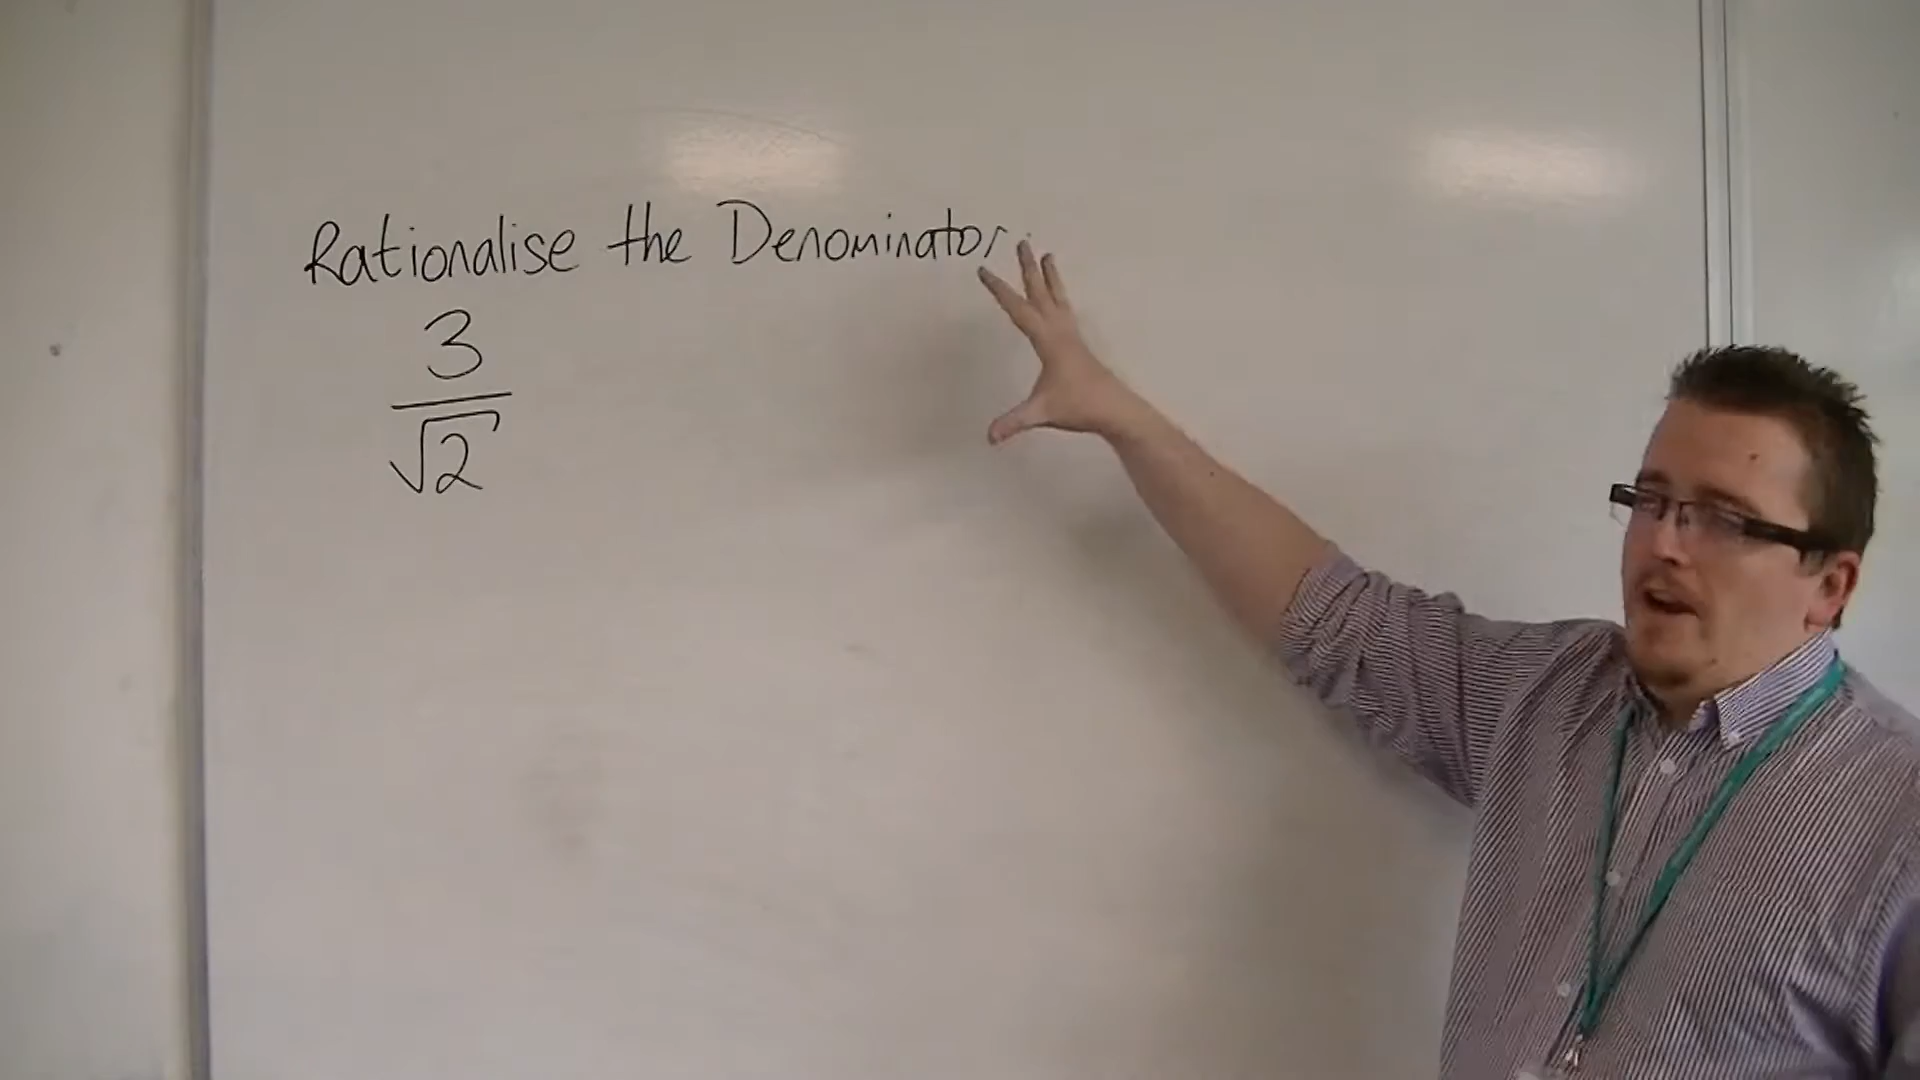 Rationalise the Denominator
3
√2